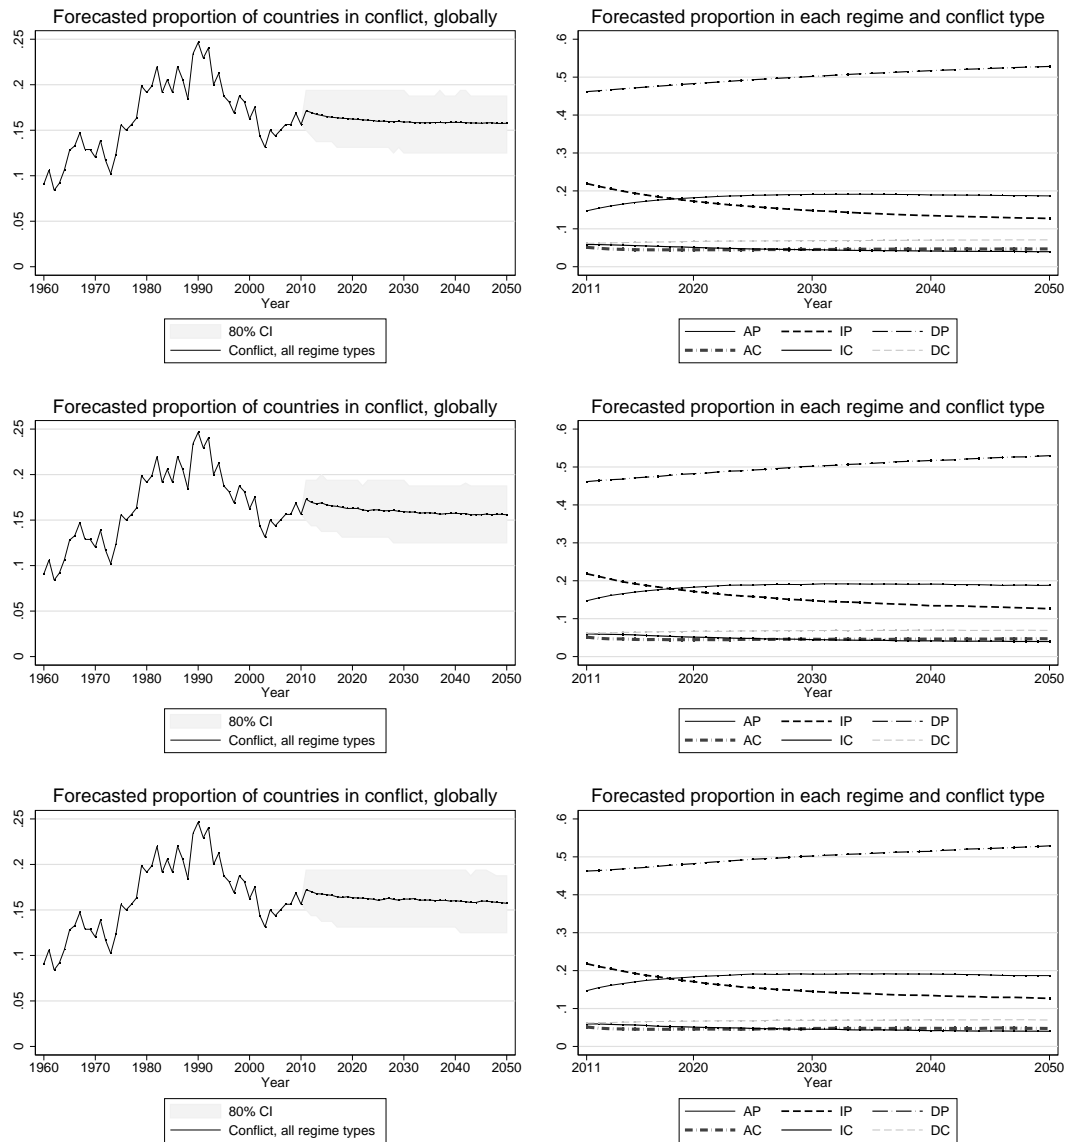 Forecasted proportion of countries in conflict, globally
.25
.2
.15
.1
.05
0
1960 1970 1980 1990 2000 2010 2020 2030 2040 2050
Year
80% CI
Conflict, all regime types
Forecasted proportion in each regime and conflict type
.6
.5
.4
.3
.2
.1
0
2011 2020 2030 2040 2050
Year
AP IP DP
AC IC DC
Forecasted proportion of countries in conflict, globally
.25
.2
.15
.1
.05
0
1960 1970 1980 1990 2000 2010 2020 2030 2040 2050
Year
80% CI
Conflict, all regime types
Forecasted proportion in each regime and conflict type
.6
.5
.4
.3
.2
.1
0
2011 2020 2030 2040 2050
Year
AP IP DP
AC IC DC
Forecasted proportion of countries in conflict, globally
.25
.2
.15
.1
.05
0
1960 1970 1980 1990 2000 2010 2020 2030 2040 2050
Year
80% CI
Conflict, all regime types
Forecasted proportion in each regime and conflict type
.6
.5
.4
.3
.2
.1
0
2011 2020 2030 2040 2050
Year
AP IP DP
AC IC DC